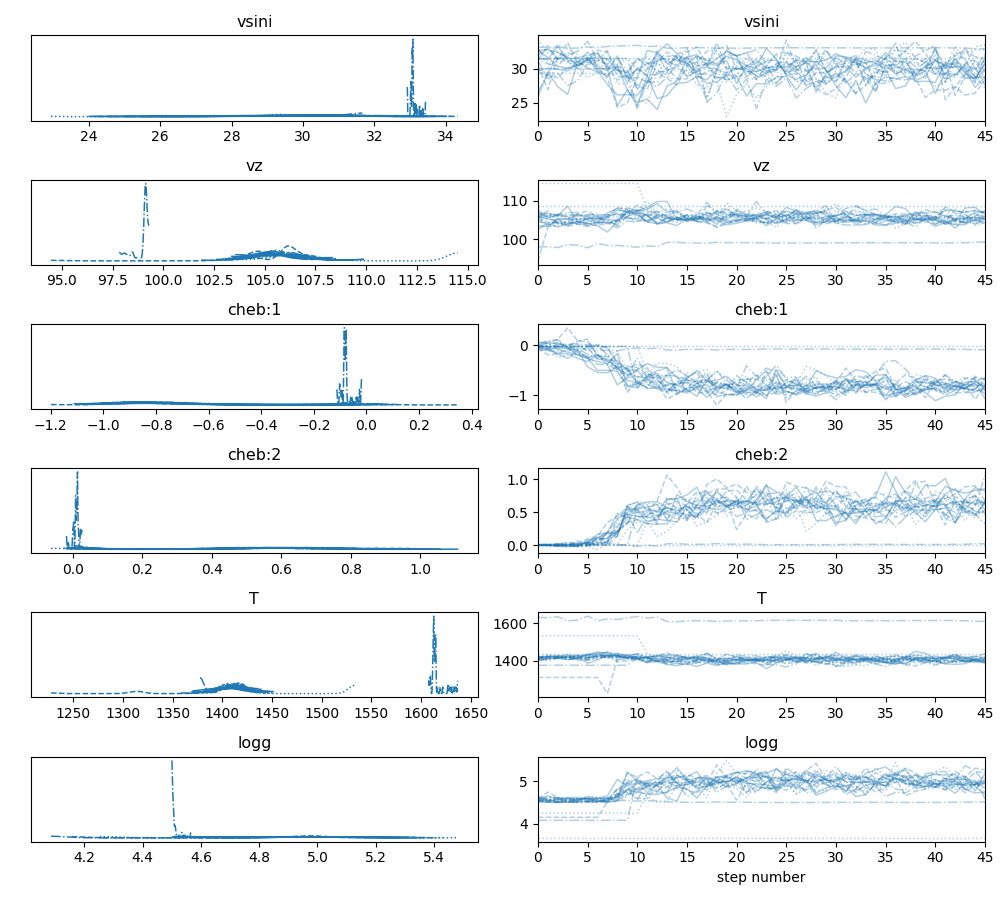 vsini vsini
30
25
24 26 28 30 32 34 0 5 10 15 20 25 30 35 40 45
vz vz
110
100
95.0 97.5 100.0 102.5 105.0 107.5 110.0 112.5 115.0 0 5 10 15 20 25 30 35 40 45
cheb:1 cheb:1
0
−1
−1.2 −1.0 −0.8 −0.6 −0.4 −0.2 0.0 0.2 0.4 0 5 10 15 20 25 30 35 40 45
cheb:2 cheb:2
1.0
0.5
0.0
0.0 0.2 0.4 0.6 0.8 1.0 0 5 10 15 20 25 30 35 40 45
T T
1600
1400
1250 1300 1350 1400 1450 1500 1550 1600 1650 0 5 10 15 20 25 30 35 40 45
logg logg
5
4
4.2 4.4 4.6 4.8 5.0 5.2 5.4 0 5 10 15 20 25 30 35 40 45
step number